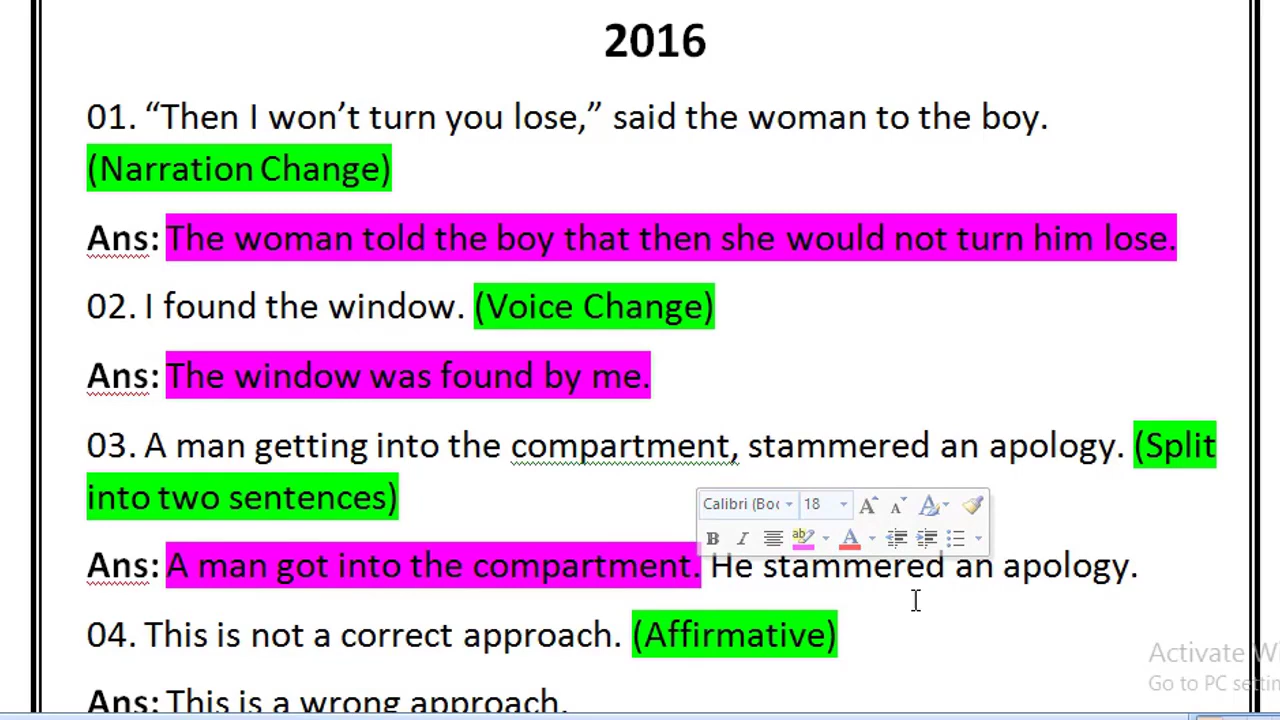 2016
01. “Then I won’t turn you lose,” said the woman to the boy.
(Narration Change)
Ans: The woman told the boy that then she would not turn him lose.
02. I found the window. (Voice Change)
Ans: The window was found by me.
03. A man getting into the compartment, stammered an apology. (Split
into two sentences)
Calibri (Boc 18
Ans: A man got into the compartment. He stammered an apology.
04. This is not a correct approach. (Affirmative)
Activate Wi
Go to PC settin
Ans: This is a wrong approach.